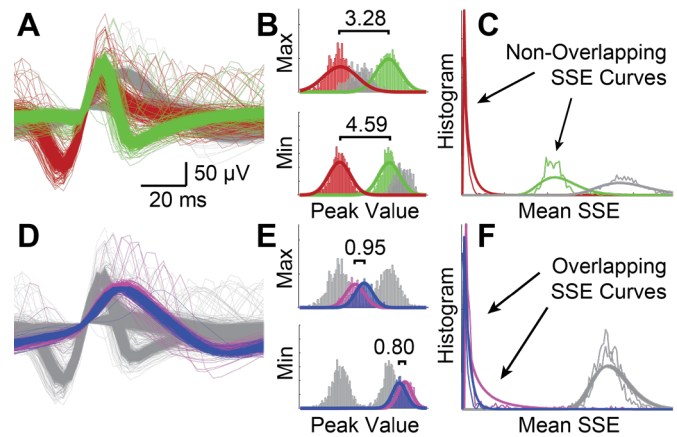 A
50 µV
20 ms
B
3.28
Max
4.59
Min
Peak Value
C
Non-Overlapping
SSE Curves
Histogram
Mean SSE
D
E
0.95
Max
0.80
Min
Peak Value
F
Overlapping
SSE Curves
Histogram
Mean SSE